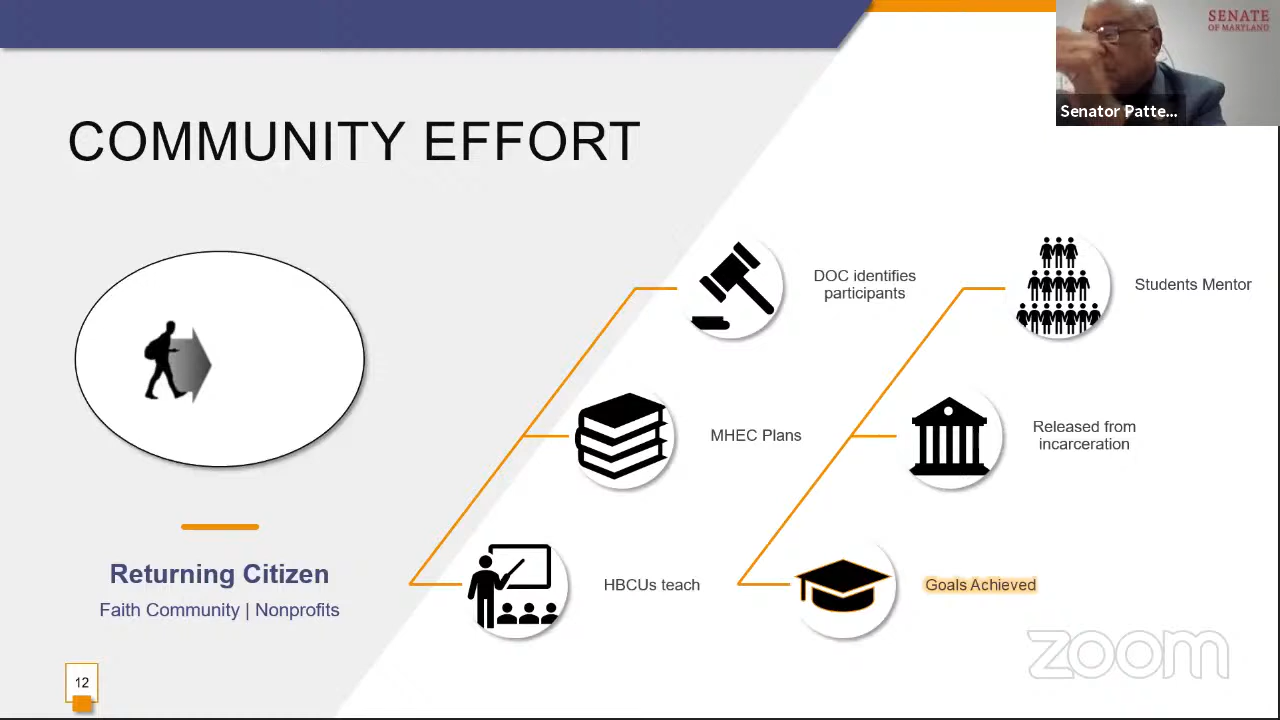 SENATE
OF MARYLAND
Senator Patte...
COMMUNITY EFFORT
DOC identifies
participants
Students Mentor
MHEC Plans
Released from
incarceration
HBCUs teach
Goals Achieved
Returning Citizen
Faith Community | Nonprofits
12
zoom